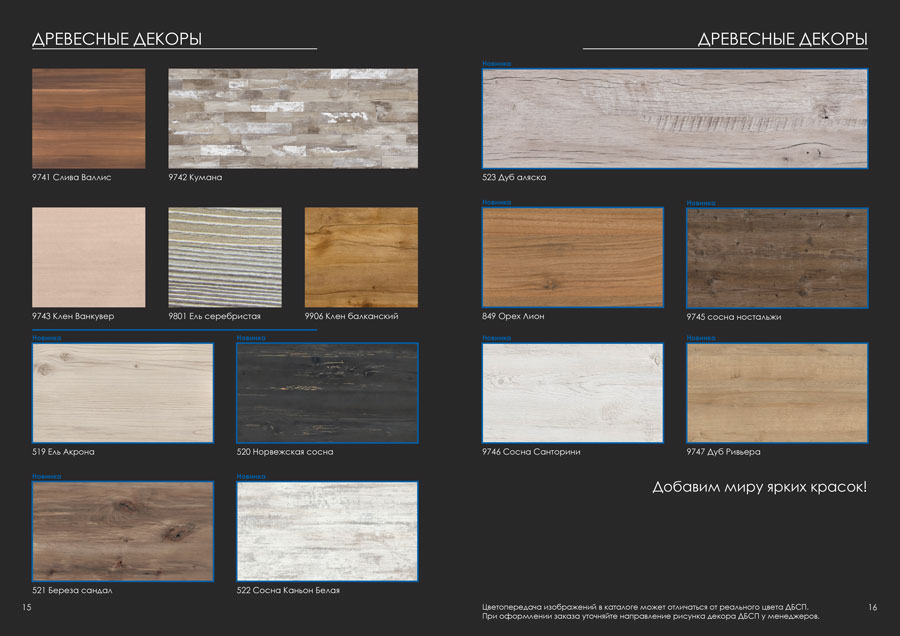 ДРЕВЕСНЫЕ ДЕКОРЫ
9741 Слива Валлис
9742 Кумана
9743 Клен Ванкувер
9801 Ель серебристая
9906 Клен балканский
Новинка
Новинка
519 Ель Акрона
520 Норвежская сосна
Новинка
Новинка
521 Береза сандал
522 Сосна Каньон Белая
15
ДРЕВЕСНЫЕ ДЕКОРЫ
Новинка
523 Дуб аляска
Новинка
Новинка
849 Орех Лион
9745 сосна ностальжи
Новинка
Новинка
9746 Сосна Санторини
9747 Дуб Ривьера
Добавим миру ярких красок!
Цветопередача изображений в каталоге может отличаться от реального цвета ДБСП.
При оформлении заказа уточняйте направление рисунка декора ДБСП у менеджеров.
16